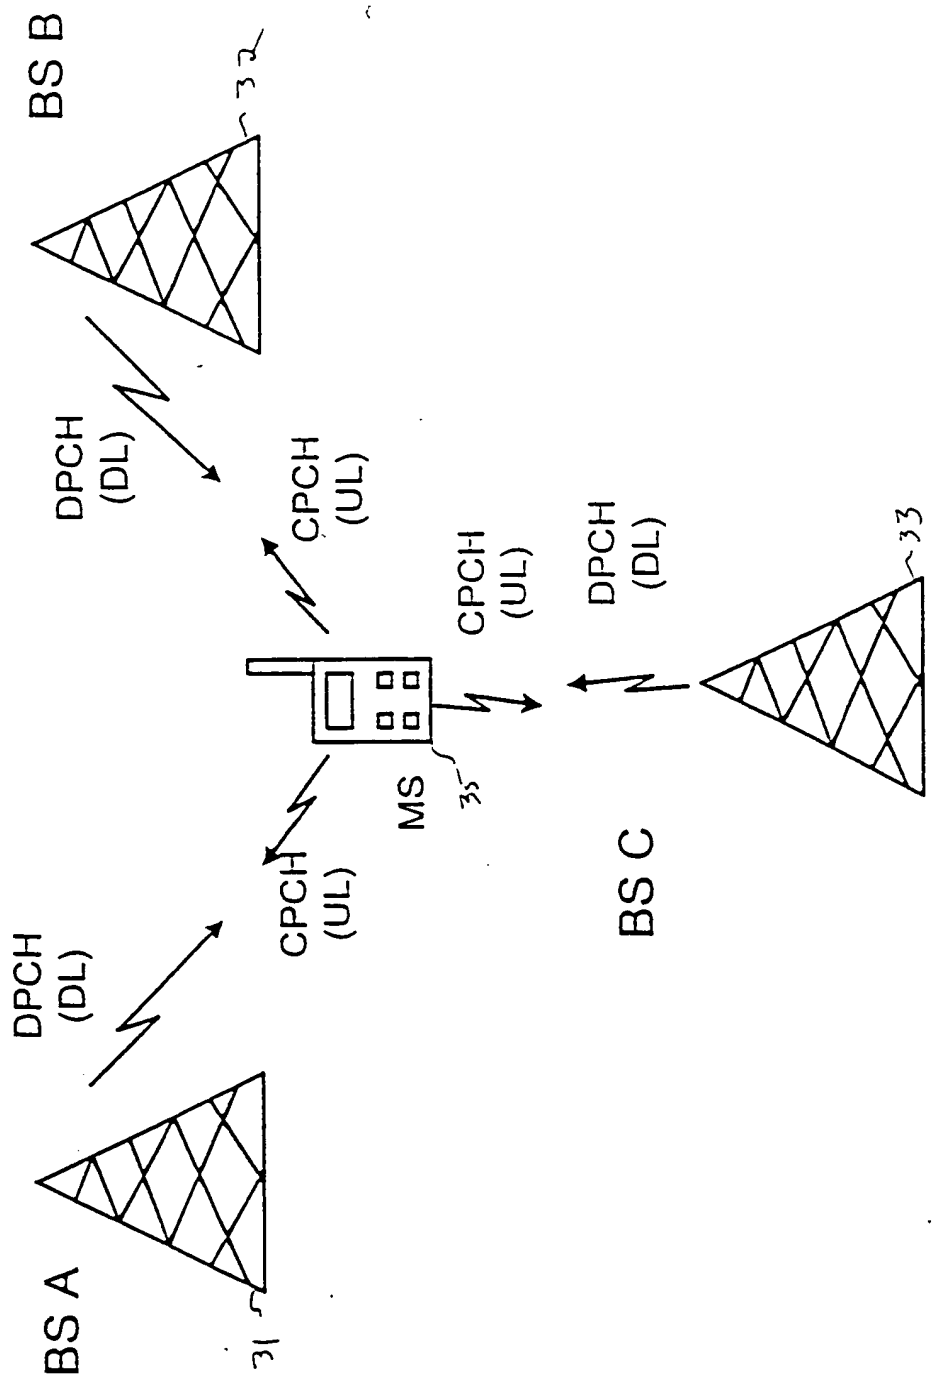 BS A
31
DPCH
(DL)
CPCH
(UL)
MS
35
BS B
32
DPCH
(DL)
CPCH
(UL)
CPCH
(UL)
DPCH
(DL)
BS C
33